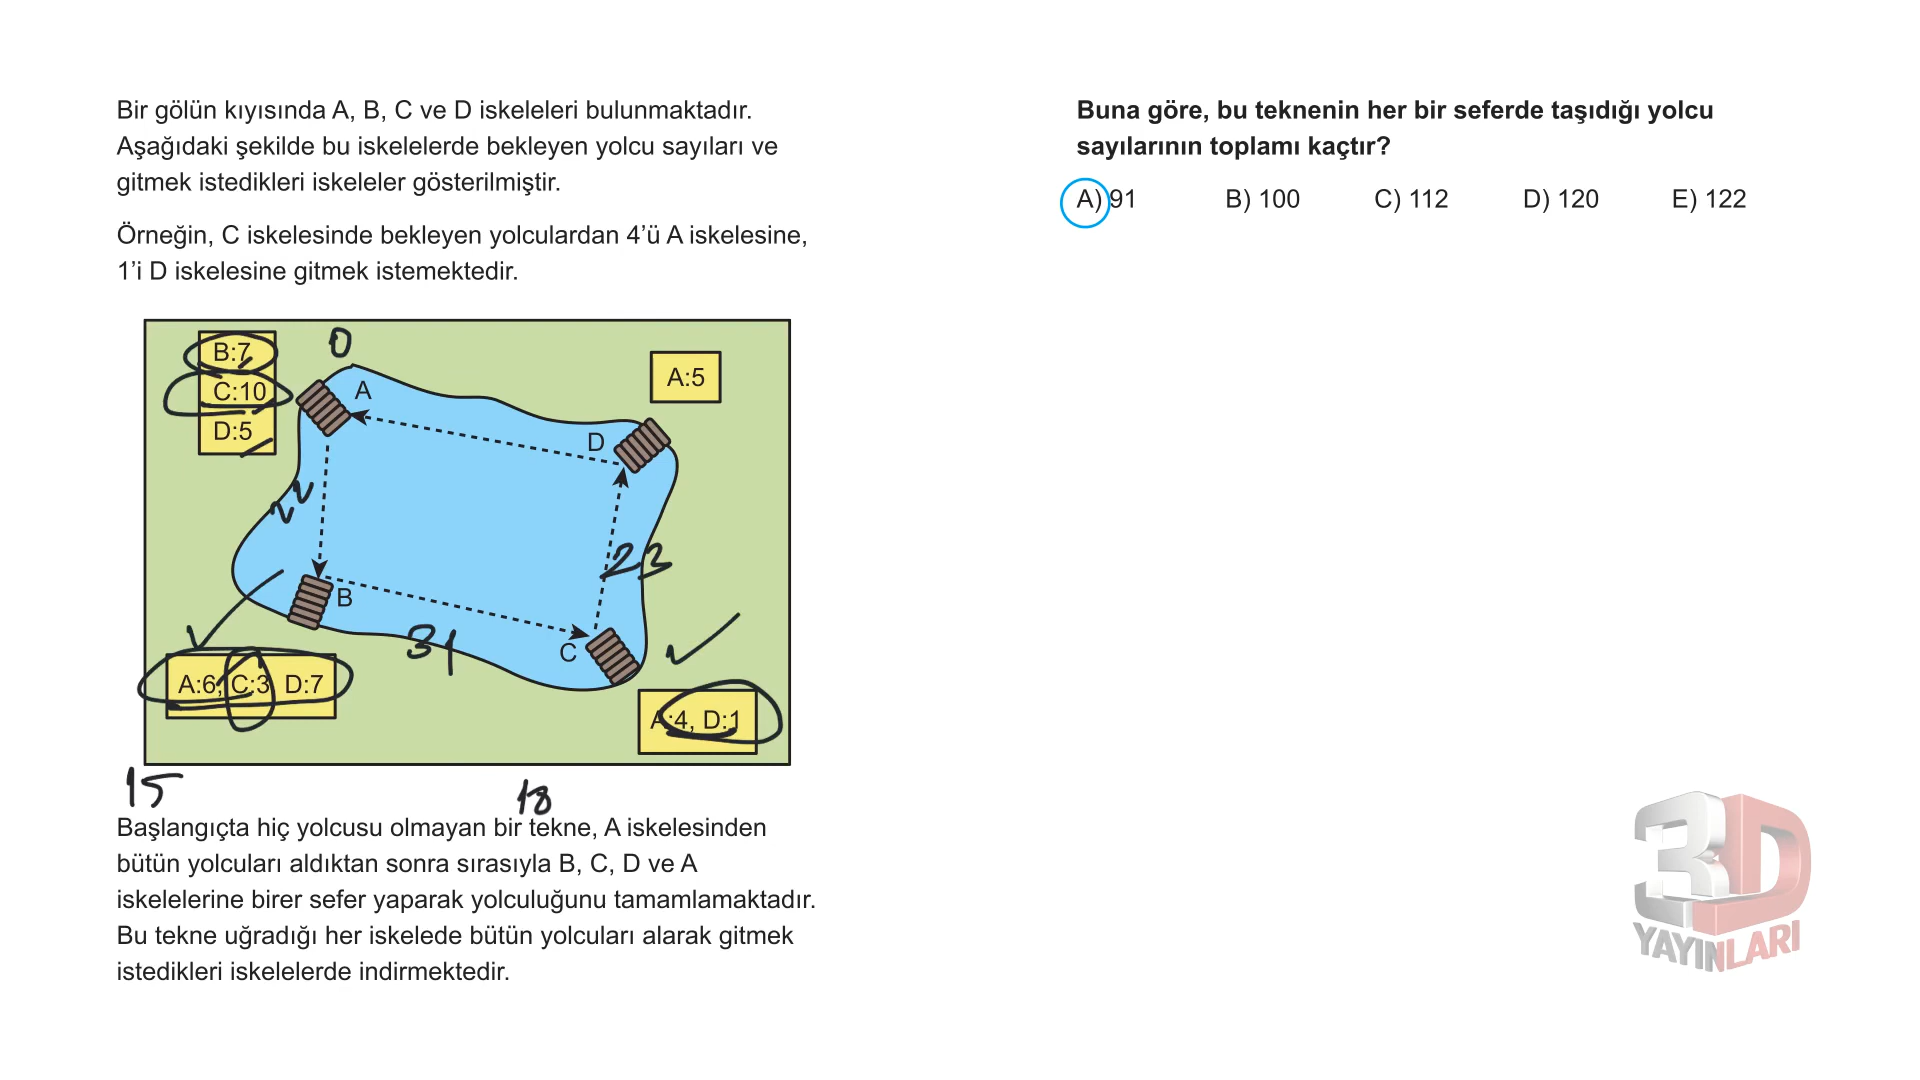 Bir gölün kıyısında A, B, C ve D iskeleleri bulunmaktadır.
Aşağıdaki şekilde bu iskelelerde bekleyen yolcu sayıları ve
gitmek istedikleri iskeleler gösterilmiştir.
Örneğin, C iskelesinde bekleyen yolculardan 4’ü A iskelesine,
1’i D iskelesine gitmek istemektedir.
B:7
C:10
D:5
0
A
A:5
D
22
23
B
31
C
A:6, C:3, D:7
A:4, D:1
15
18
Başlangıçta hiç yolcusu olmayan bir tekne, A iskelesinden
bütün yolcuları aldıktan sonra sırasıyla B, C, D ve A
iskelelerine birer sefer yaparak yolculuğunu tamamlamaktadır.
Bu tekne uğradığı her iskelede bütün yolcuları alarak gitmek
istedikleri iskelelerde indirmektedir.
Buna göre, bu teknenin her bir seferde taşıdığı yolcu
sayılarının toplamı kaçtır?
A) 91 B) 100 C) 112 D) 120 E) 122
3D
YAYINLARI